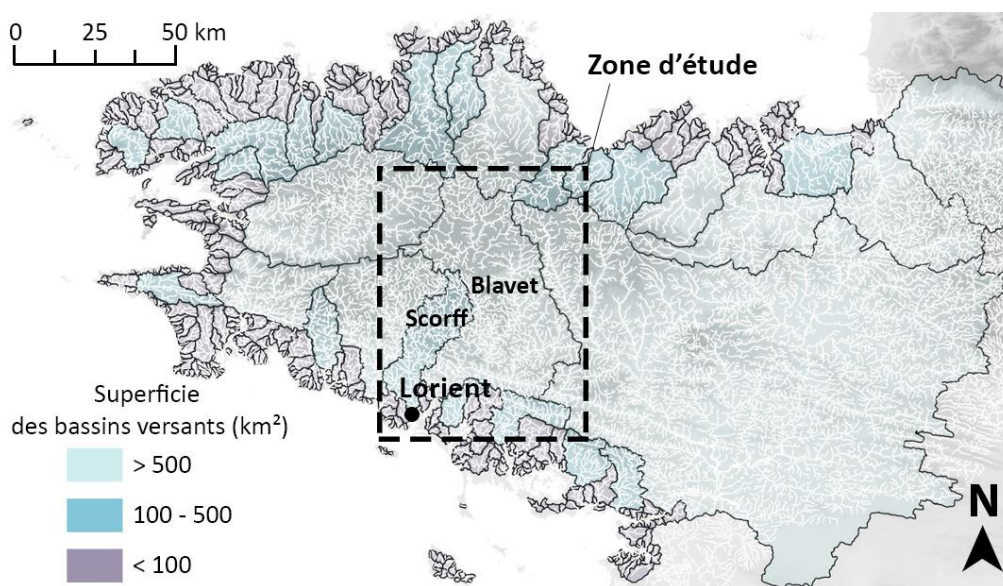 0 25 50 km
Zone d'étude
Blavet
Scorff
Lorient
Superficie
des bassins versants (km²)
> 500
100 - 500
< 100
N